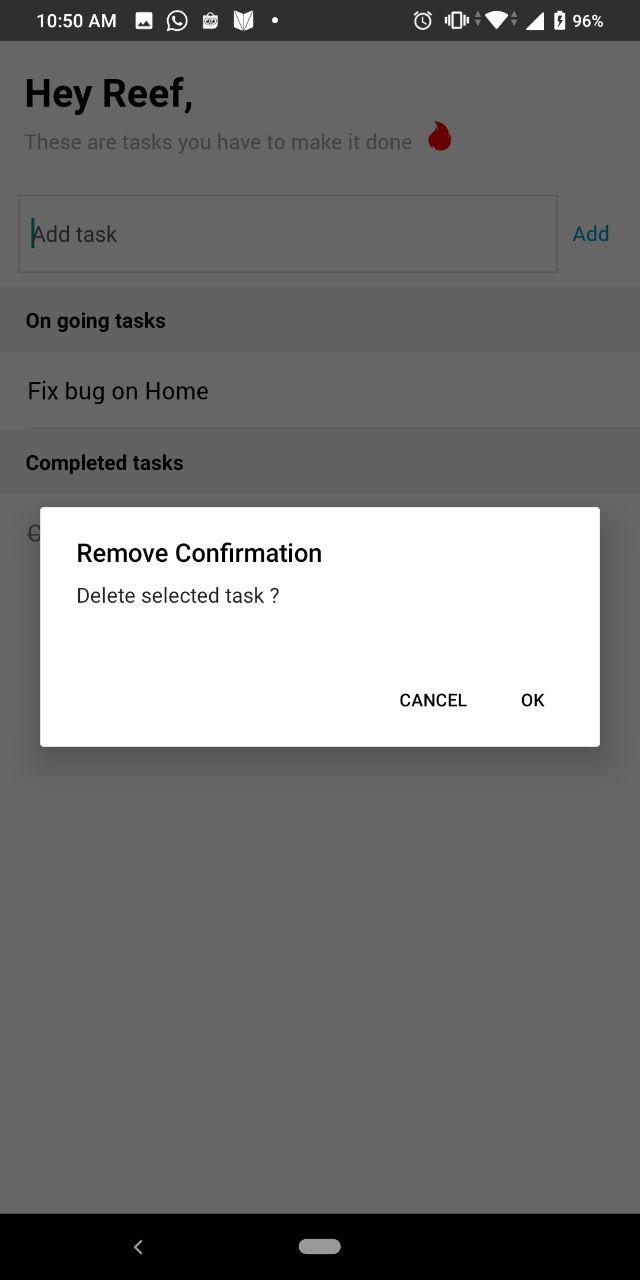 10:50 AM 96%
Hey Reef,
These are tasks you have to make it done
Add task
Add
On going tasks
Fix bug on Home
Completed tasks
Remove Confirmation
Delete selected task ?
CANCEL OK